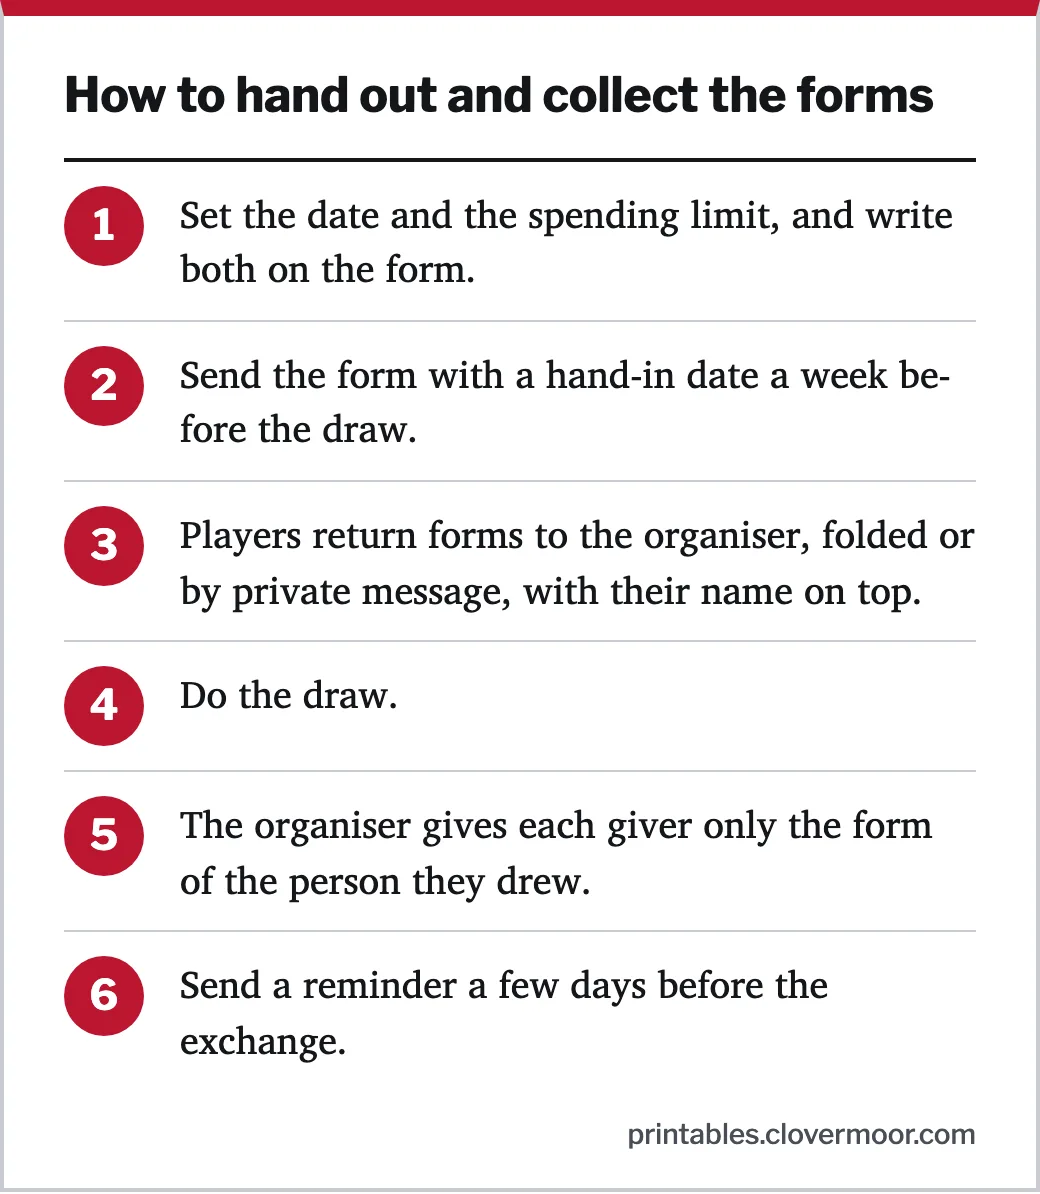 How to hand out and collect the forms
1
Set the date and the spending limit, and write
both on the form.
2
Send the form with a hand-in date a week be-
fore the draw.
3
Players return forms to the organiser, folded or
by private message, with their name on top.
4
Do the draw.
5
The organiser gives each giver only the form
of the person they drew.
6
Send a reminder a few days before the
exchange.
printables.clovermoor.com